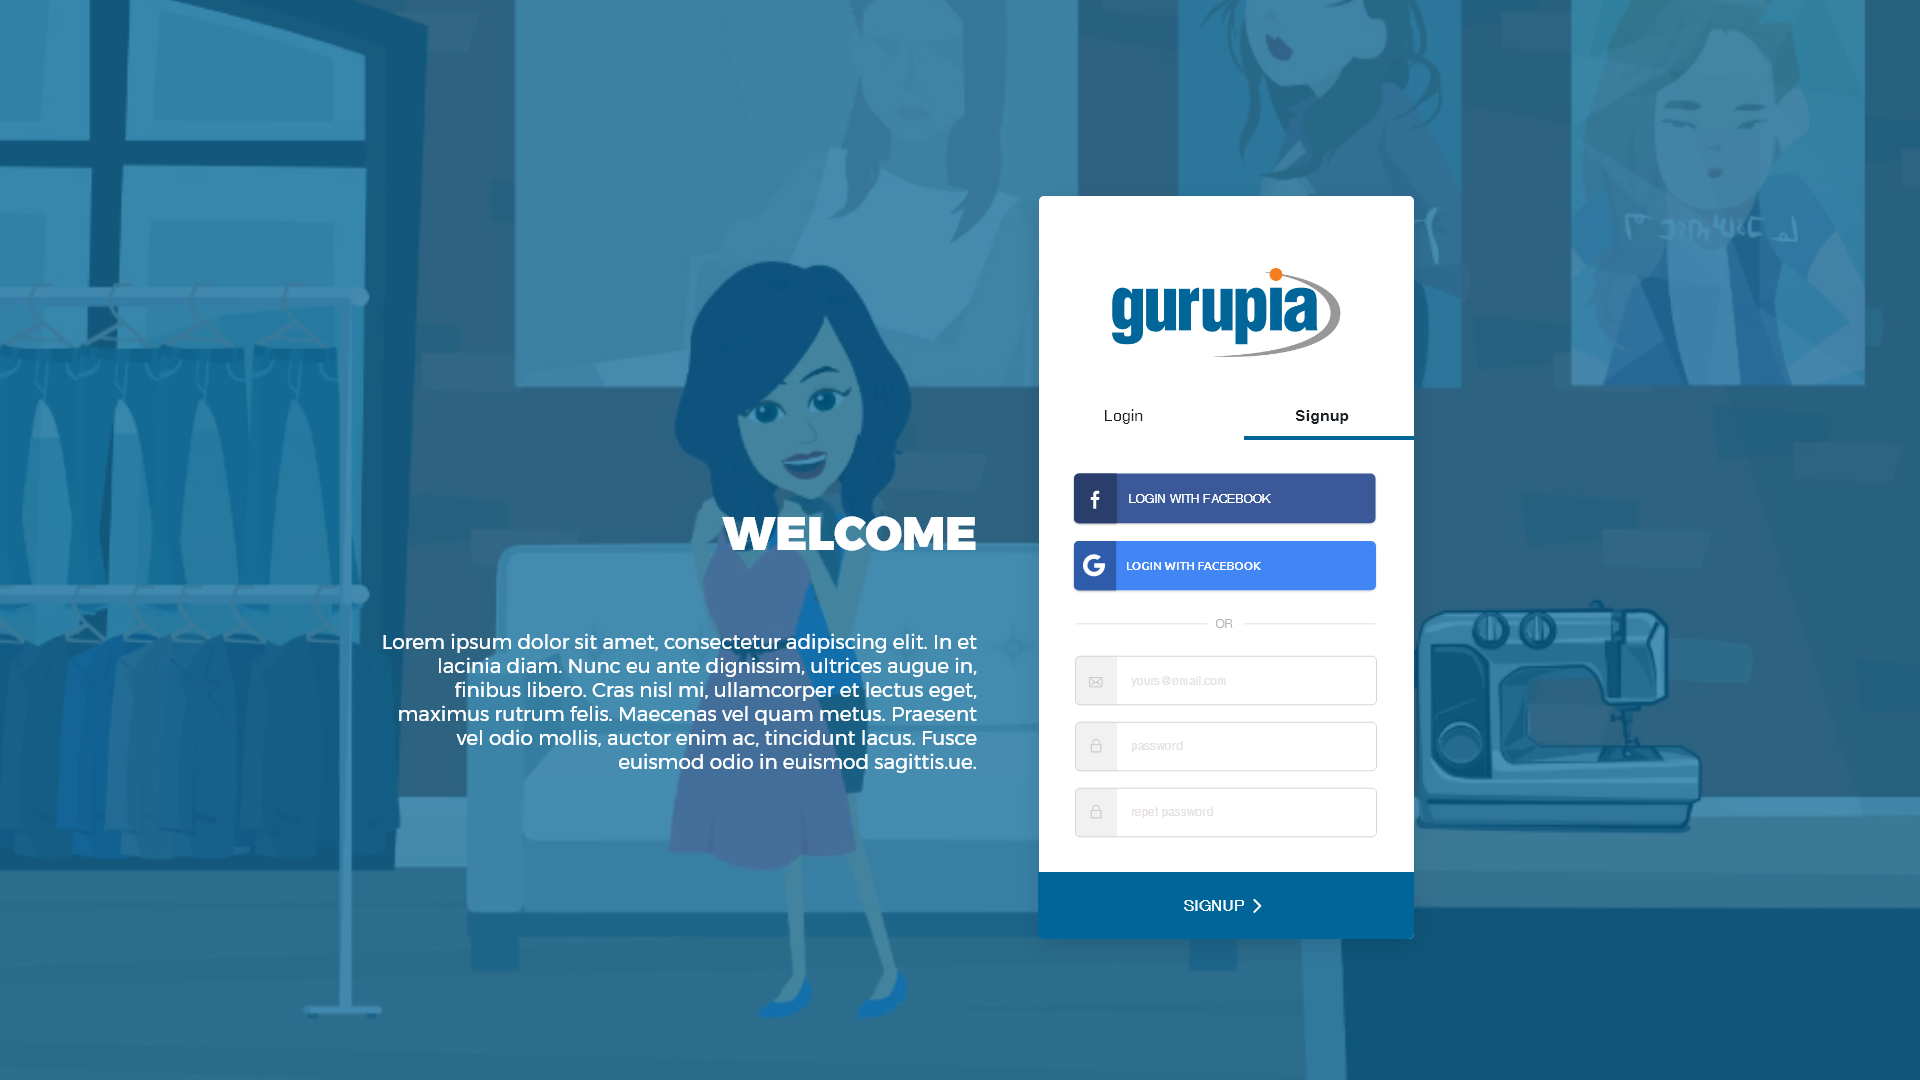 gurupia
Login
Signup
LOGIN WITH FACEBOOK
LOGIN WITH FACEBOOK
OR
yours@email.com
password
repet password
SIGNUP
WELCOME
Lorem ipsum dolor sit amet, consectetur adipiscing elit. In et
lacinia diam. Nunc eu ante dignissim, ultrices augue in,
finibus libero. Cras nisl mi, ullamcorper et lectus eget,
maximus rutrum felis. Maecenas vel quam metus. Praesent
vel odio mollis, auctor enim ac, tincidunt lacus. Fusce
euismod odio in euismod sagittis.ue.